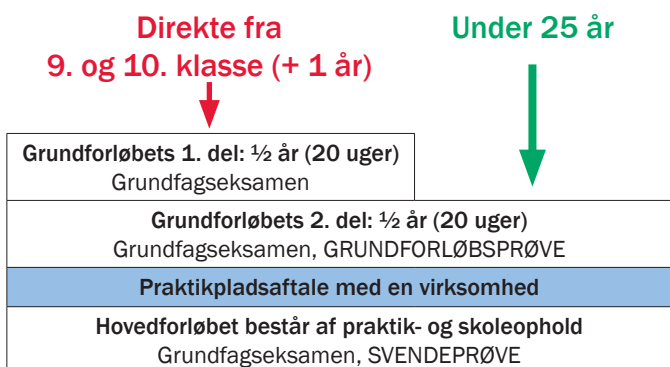 Direkte fra
9. og 10. klasse (+ 1 år)
Under 25 år
Grundforløbets 1. del: ½ år (20 uger)
Grundfagseksamen
Grundforløbets 2. del: ½ år (20 uger)
Grundfagseksamen, GRUNDFORLØBSPRØVE
Praktikpladsaftale med en virksomhed
Hovedforløbet består af praktik- og skoleophold
Grundfagseksamen, SVENDEPRØVE